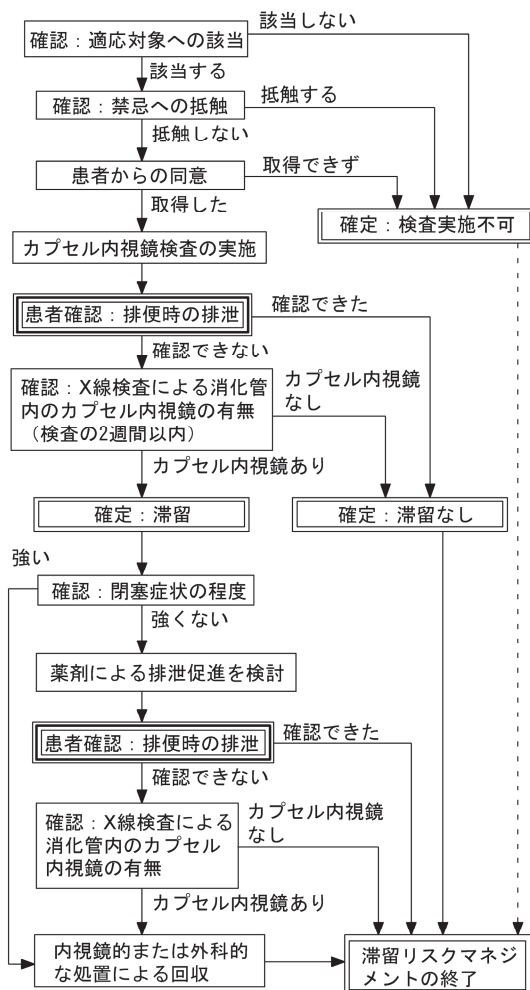 確認：適応対象への該当
該当しない
該当する
確認：禁忌への抵触
抵触する
抵触しない
患者からの同意
取得できず
取得した
確定：検査実施不可
カプセル内視鏡検査の実施
患者確認：排便時の排泄
確認できた
確認できない
確認：X線検査による消化管
内のカプセル内視鏡の有無
（検査の2週間以内）
カプセル内視鏡
なし
カプセル内視鏡あり
確定：滞留
確定：滞留なし
強い
確認：閉塞症状の程度
強くない
薬剤による排泄促進を検討
患者確認：排便時の排泄
確認できた
確認できない
確認：X線検査による
消化管内のカプセル
内視鏡の有無
カプセル内視鏡
なし
カプセル内視鏡あり
内視鏡的または外科的
な処置による回収
滞留リスクマネジ
メントの終了